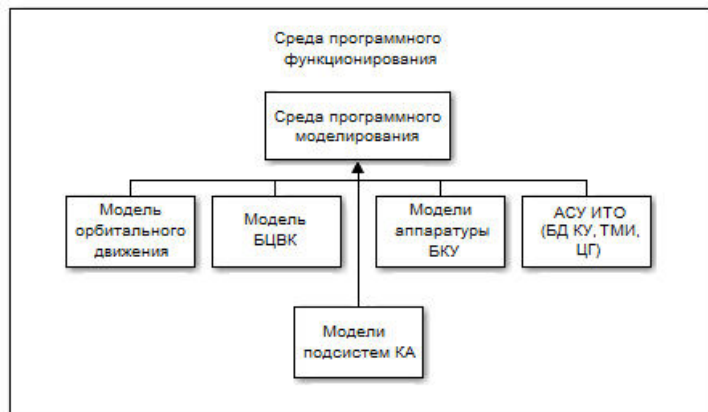 Среда программного
функционирования
Среда программного
моделирования
Модель
орбитального
движения
Модель
БЦВК
Модели
аппаратуры
БКУ
АСУ ИТО
(БД КУ, ТМИ,
ЦГ)
Модели
подсистем КА